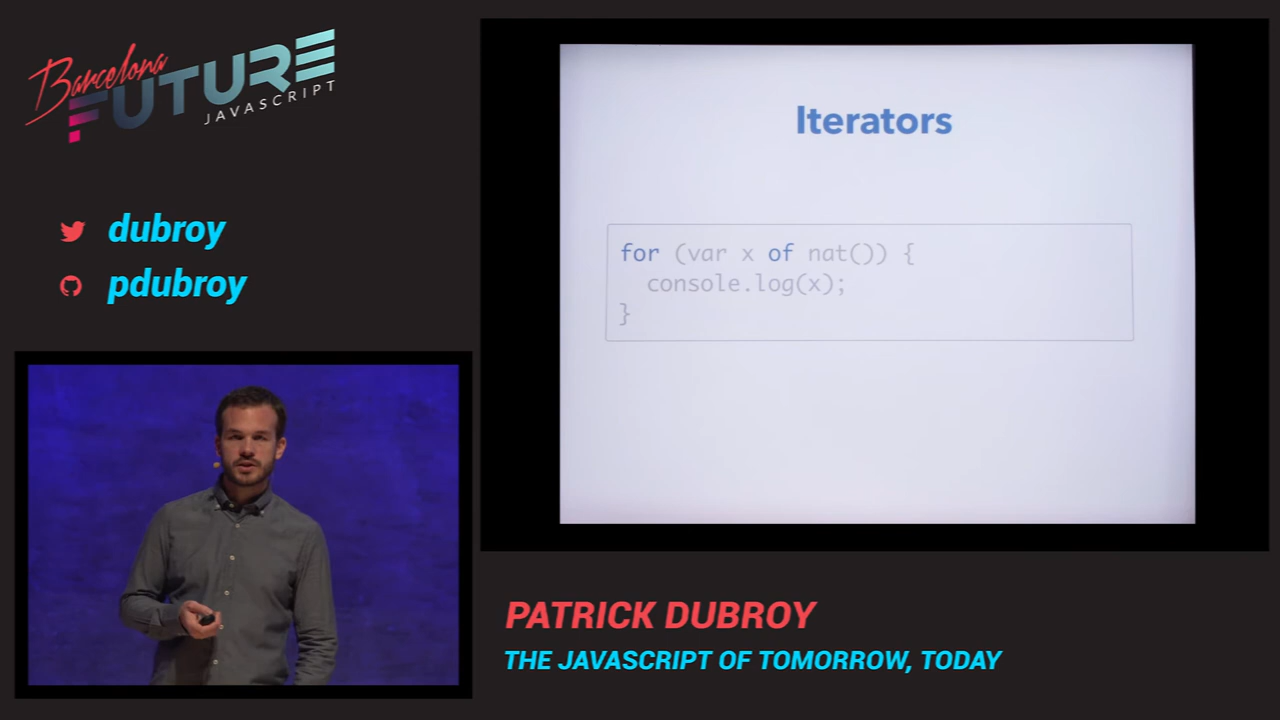 Barcelona
FUTURE
JAVASCRIPT
dubroy
pdubroy
Iterators
for (var x of nat()) {
  console.log(x);
}
PATRICK DUBROY
THE JAVASCRIPT OF TOMORROW, TODAY